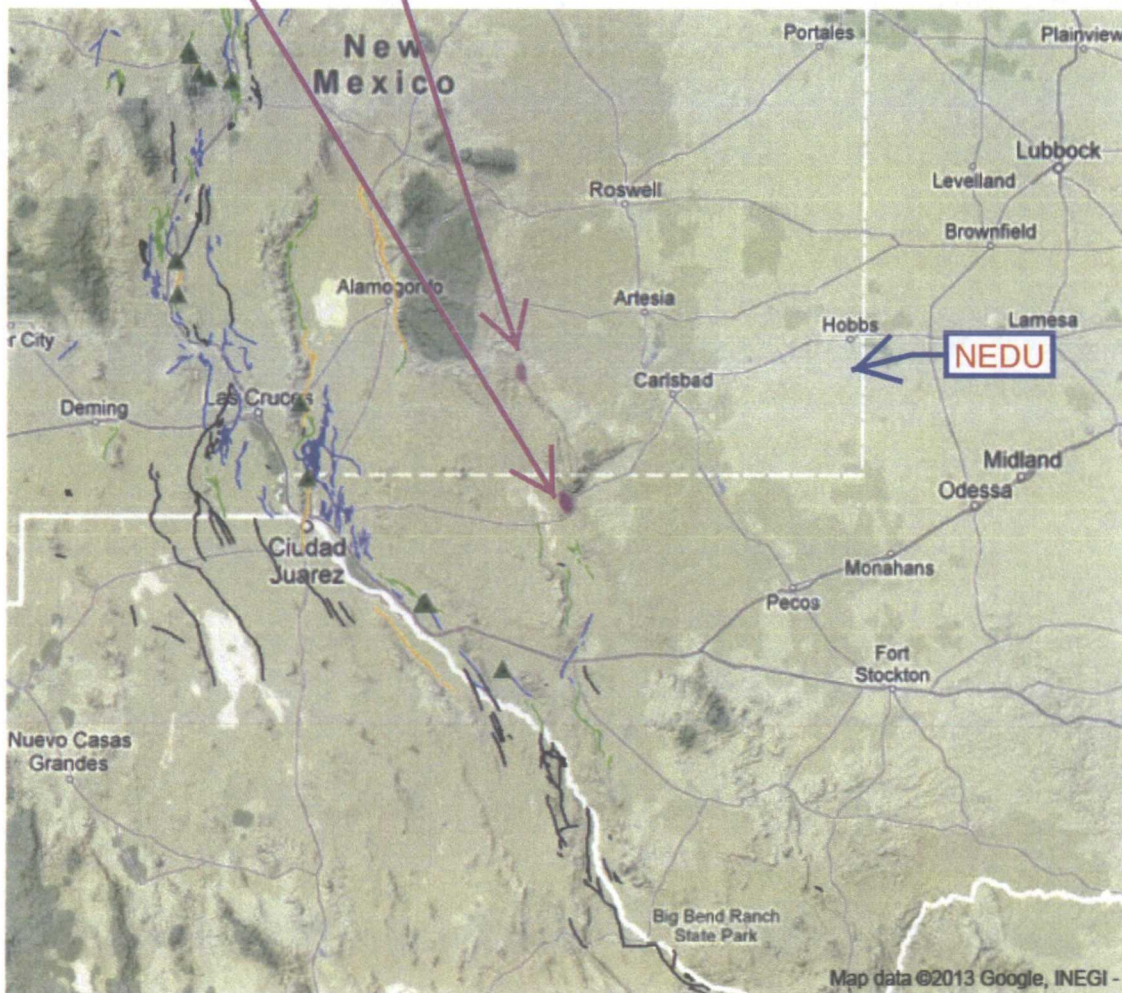 New
Mexico
Portales
Plainview
Lubbock
Levelland
Roswell
Brownfield
Alamogordo
Artesia
Hobbs
Lamesa
er City
NEDU
Carlsbad
Deming
Las Cruces
Midland
Odessa
Ciudad
Juarez
Monahans
Pecos
Fort
Stockton
Nuevo Casas
Grandes
Big Bend Ranch
State Park
Map data ©2013 Google, INEGI -